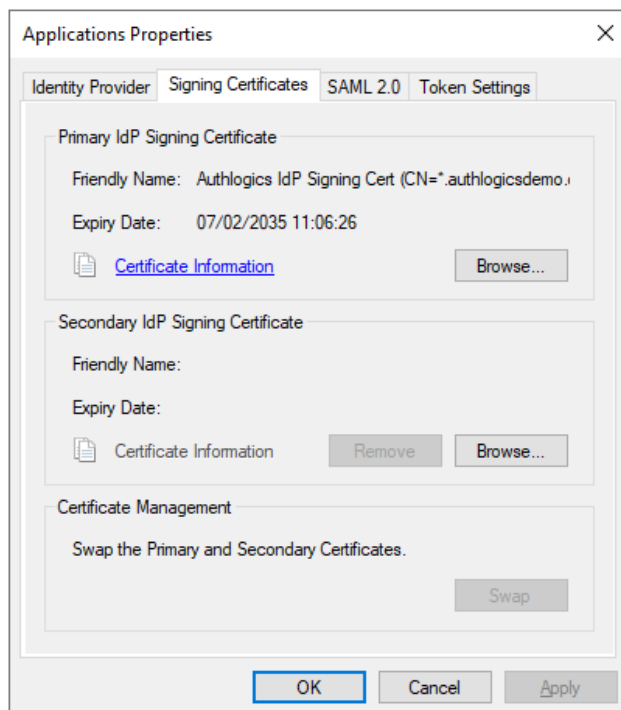 Applications Properties
Identity Provider Signing Certificates SAML 2.0 Token Settings
Primary IdP Signing Certificate
Friendly Name: Authlogics IdP Signing Cert (CN=*.authlogicsdemo.
Expiry Date: 07/02/2035 11:06:26
Certificate Information Browse...
Secondary IdP Signing Certificate
Friendly Name:
Expiry Date:
Certificate Information Remove Browse...
Certificate Management
Swap the Primary and Secondary Certificates.
Swap
OK Cancel Apply